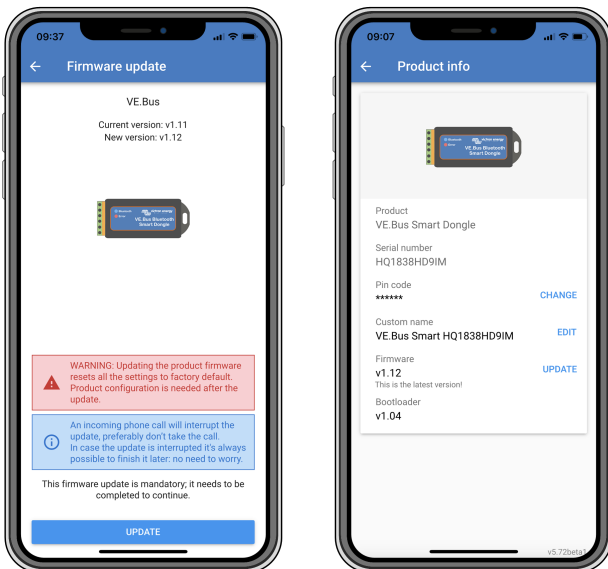 09:37
Firmware update
VE.Bus
Current version: v1.11
New version: v1.12
VE.Bus Bluetooth
Smart Dongle
WARNING: Updating the product firmware
resets all the settings to factory default.
Product configuration is needed after the
update.
An incoming phone call will interrupt the
update, preferably don't take the call.
In case the update is interrupted it's always
possible to finish it later: no need to worry.
This firmware update is mandatory; it needs to be
completed to continue.
UPDATE
09:07
Product info
VE.Bus Bluetooth
Smart Dongle
Product
VE.Bus Smart Dongle
Serial number
HQ1838HD9IM
Pin code
******
CHANGE
Custom name
VE.Bus Smart HQ1838HD9IM
EDIT
Firmware
v1.12
UPDATE
This is the latest version!
Bootloader
v1.04
v5.72beta1